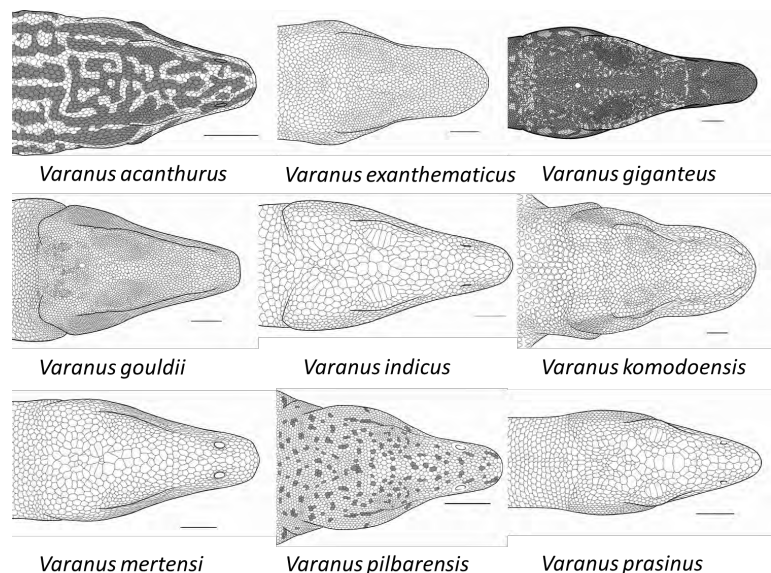 Varanus acanthurus Varanus exanthematicus Varanus giganteus
Varanus gouldii Varanus indicus Varanus komodoensis
Varanus mertensi Varanus pilbarensis Varanus prasinus